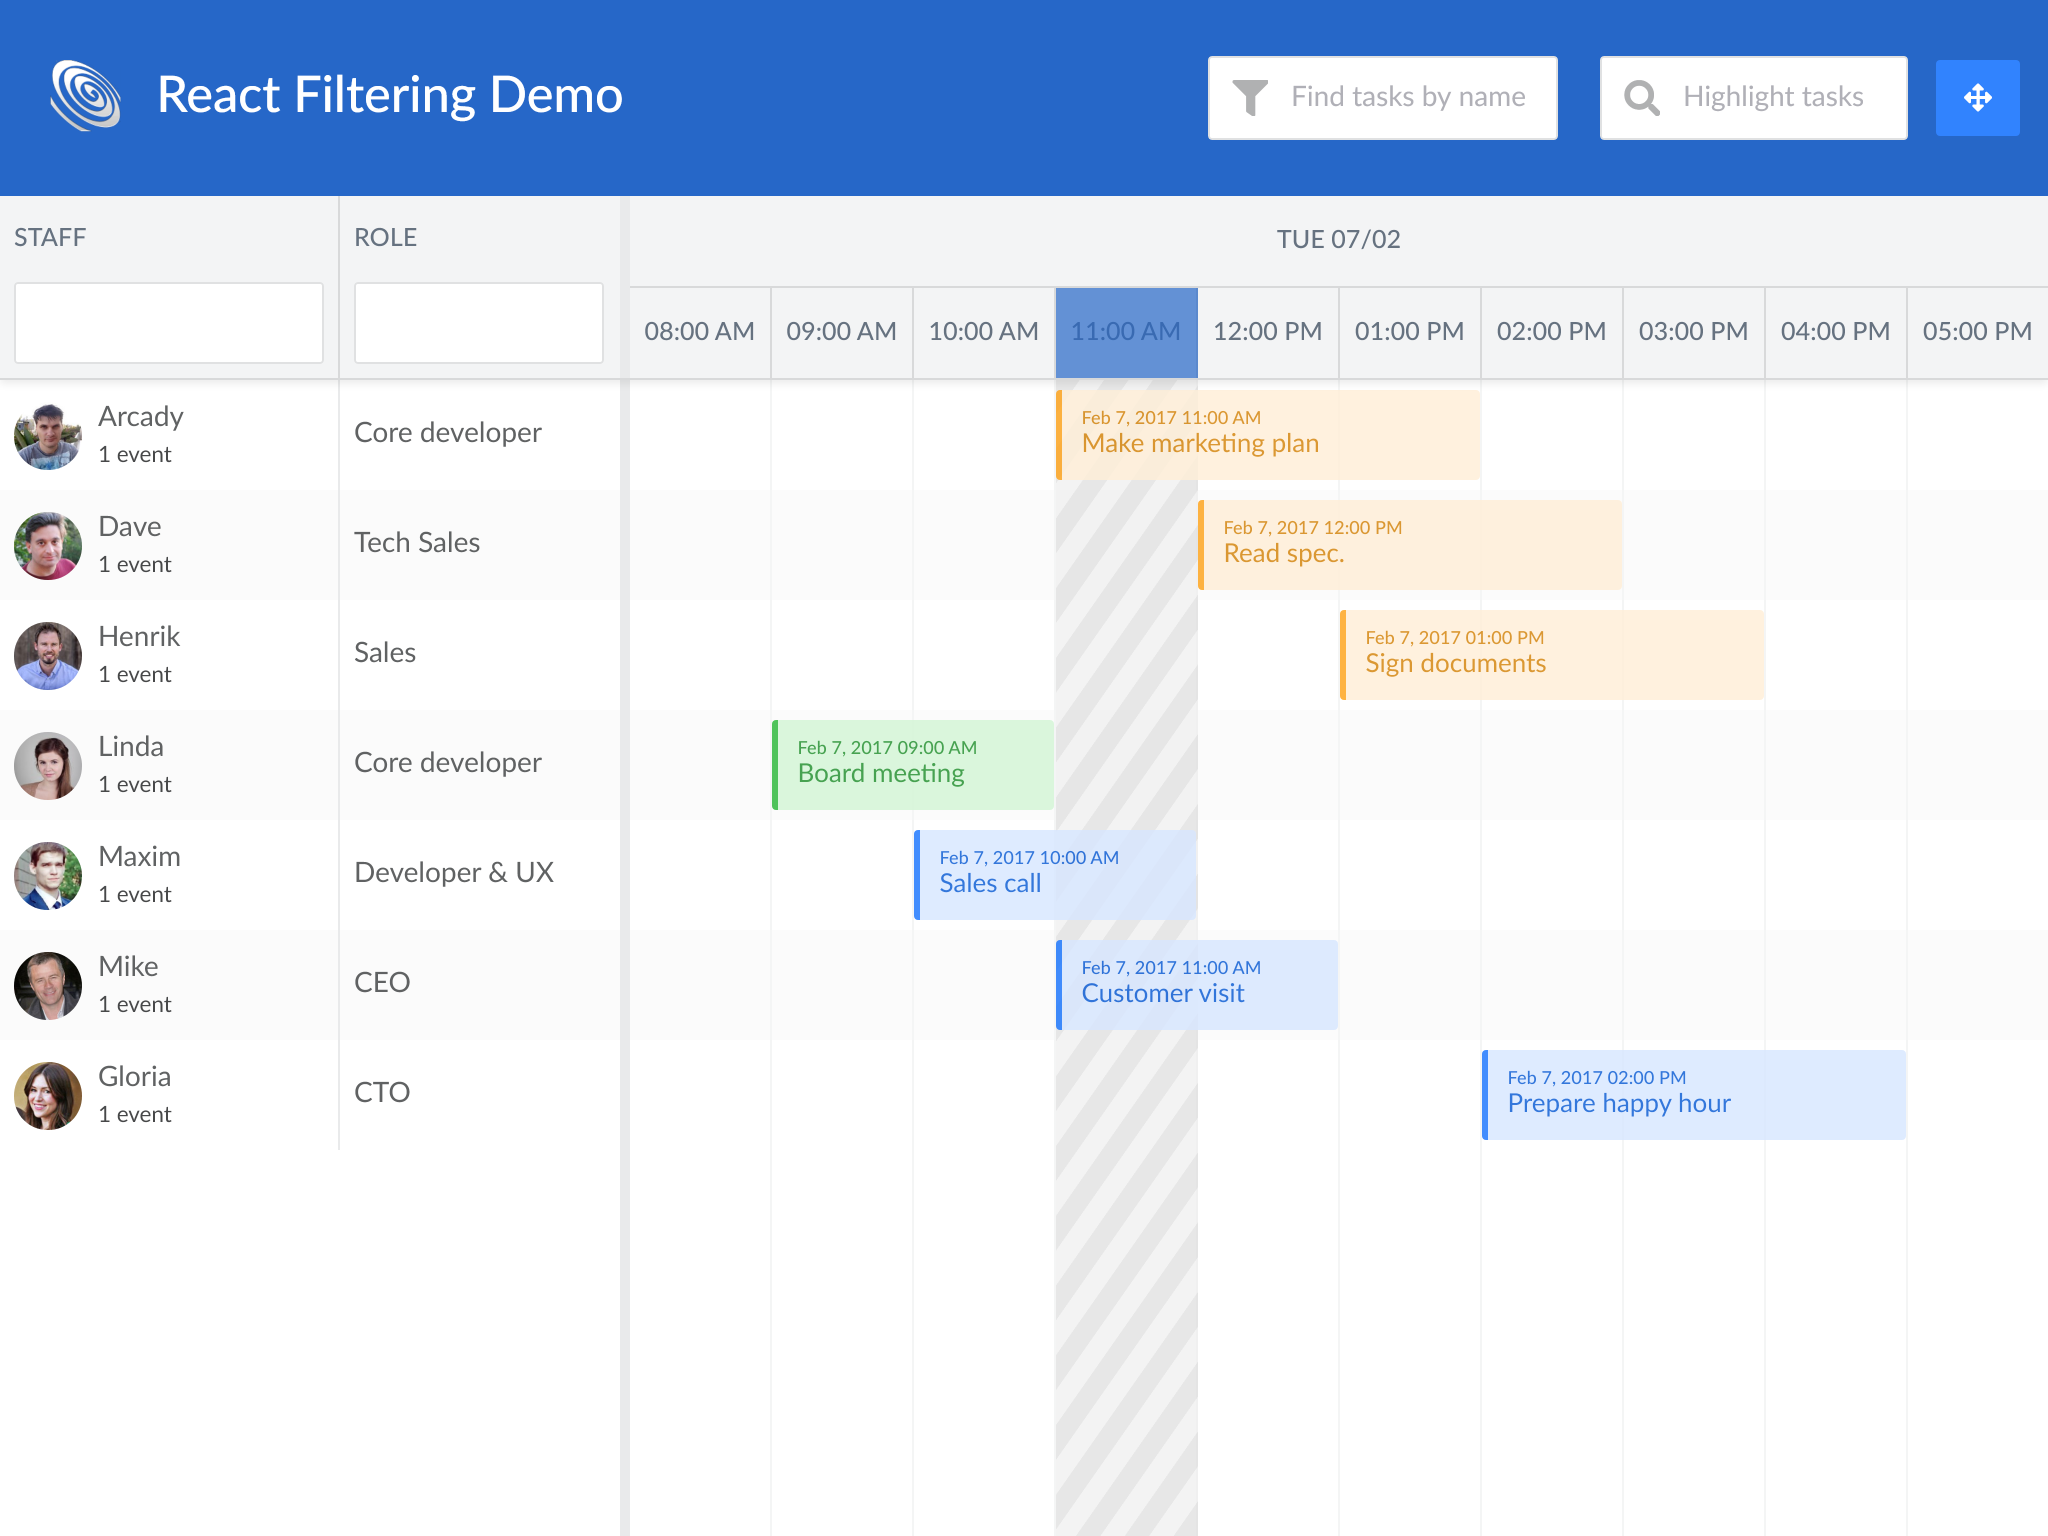 React Filtering Demo
Find tasks by name
Highlight tasks
STAFF
ROLE
TUE 07/02
08:00 AM
09:00 AM
10:00 AM
11:00 AM
12:00 PM
01:00 PM
02:00 PM
03:00 PM
04:00 PM
05:00 PM
Arcady
1 event
Core developer
Feb 7, 2017 11:00 AM
Make marketing plan
Dave
1 event
Tech Sales
Feb 7, 2017 12:00 PM
Read spec.
Henrik
1 event
Sales
Feb 7, 2017 01:00 PM
Sign documents
Linda
1 event
Core developer
Feb 7, 2017 09:00 AM
Board meeting
Maxim
1 event
Developer & UX
Feb 7, 2017 10:00 AM
Sales call
Mike
1 event
CEO
Feb 7, 2017 11:00 AM
Customer visit
Gloria
1 event
CTO
Feb 7, 2017 02:00 PM
Prepare happy hour